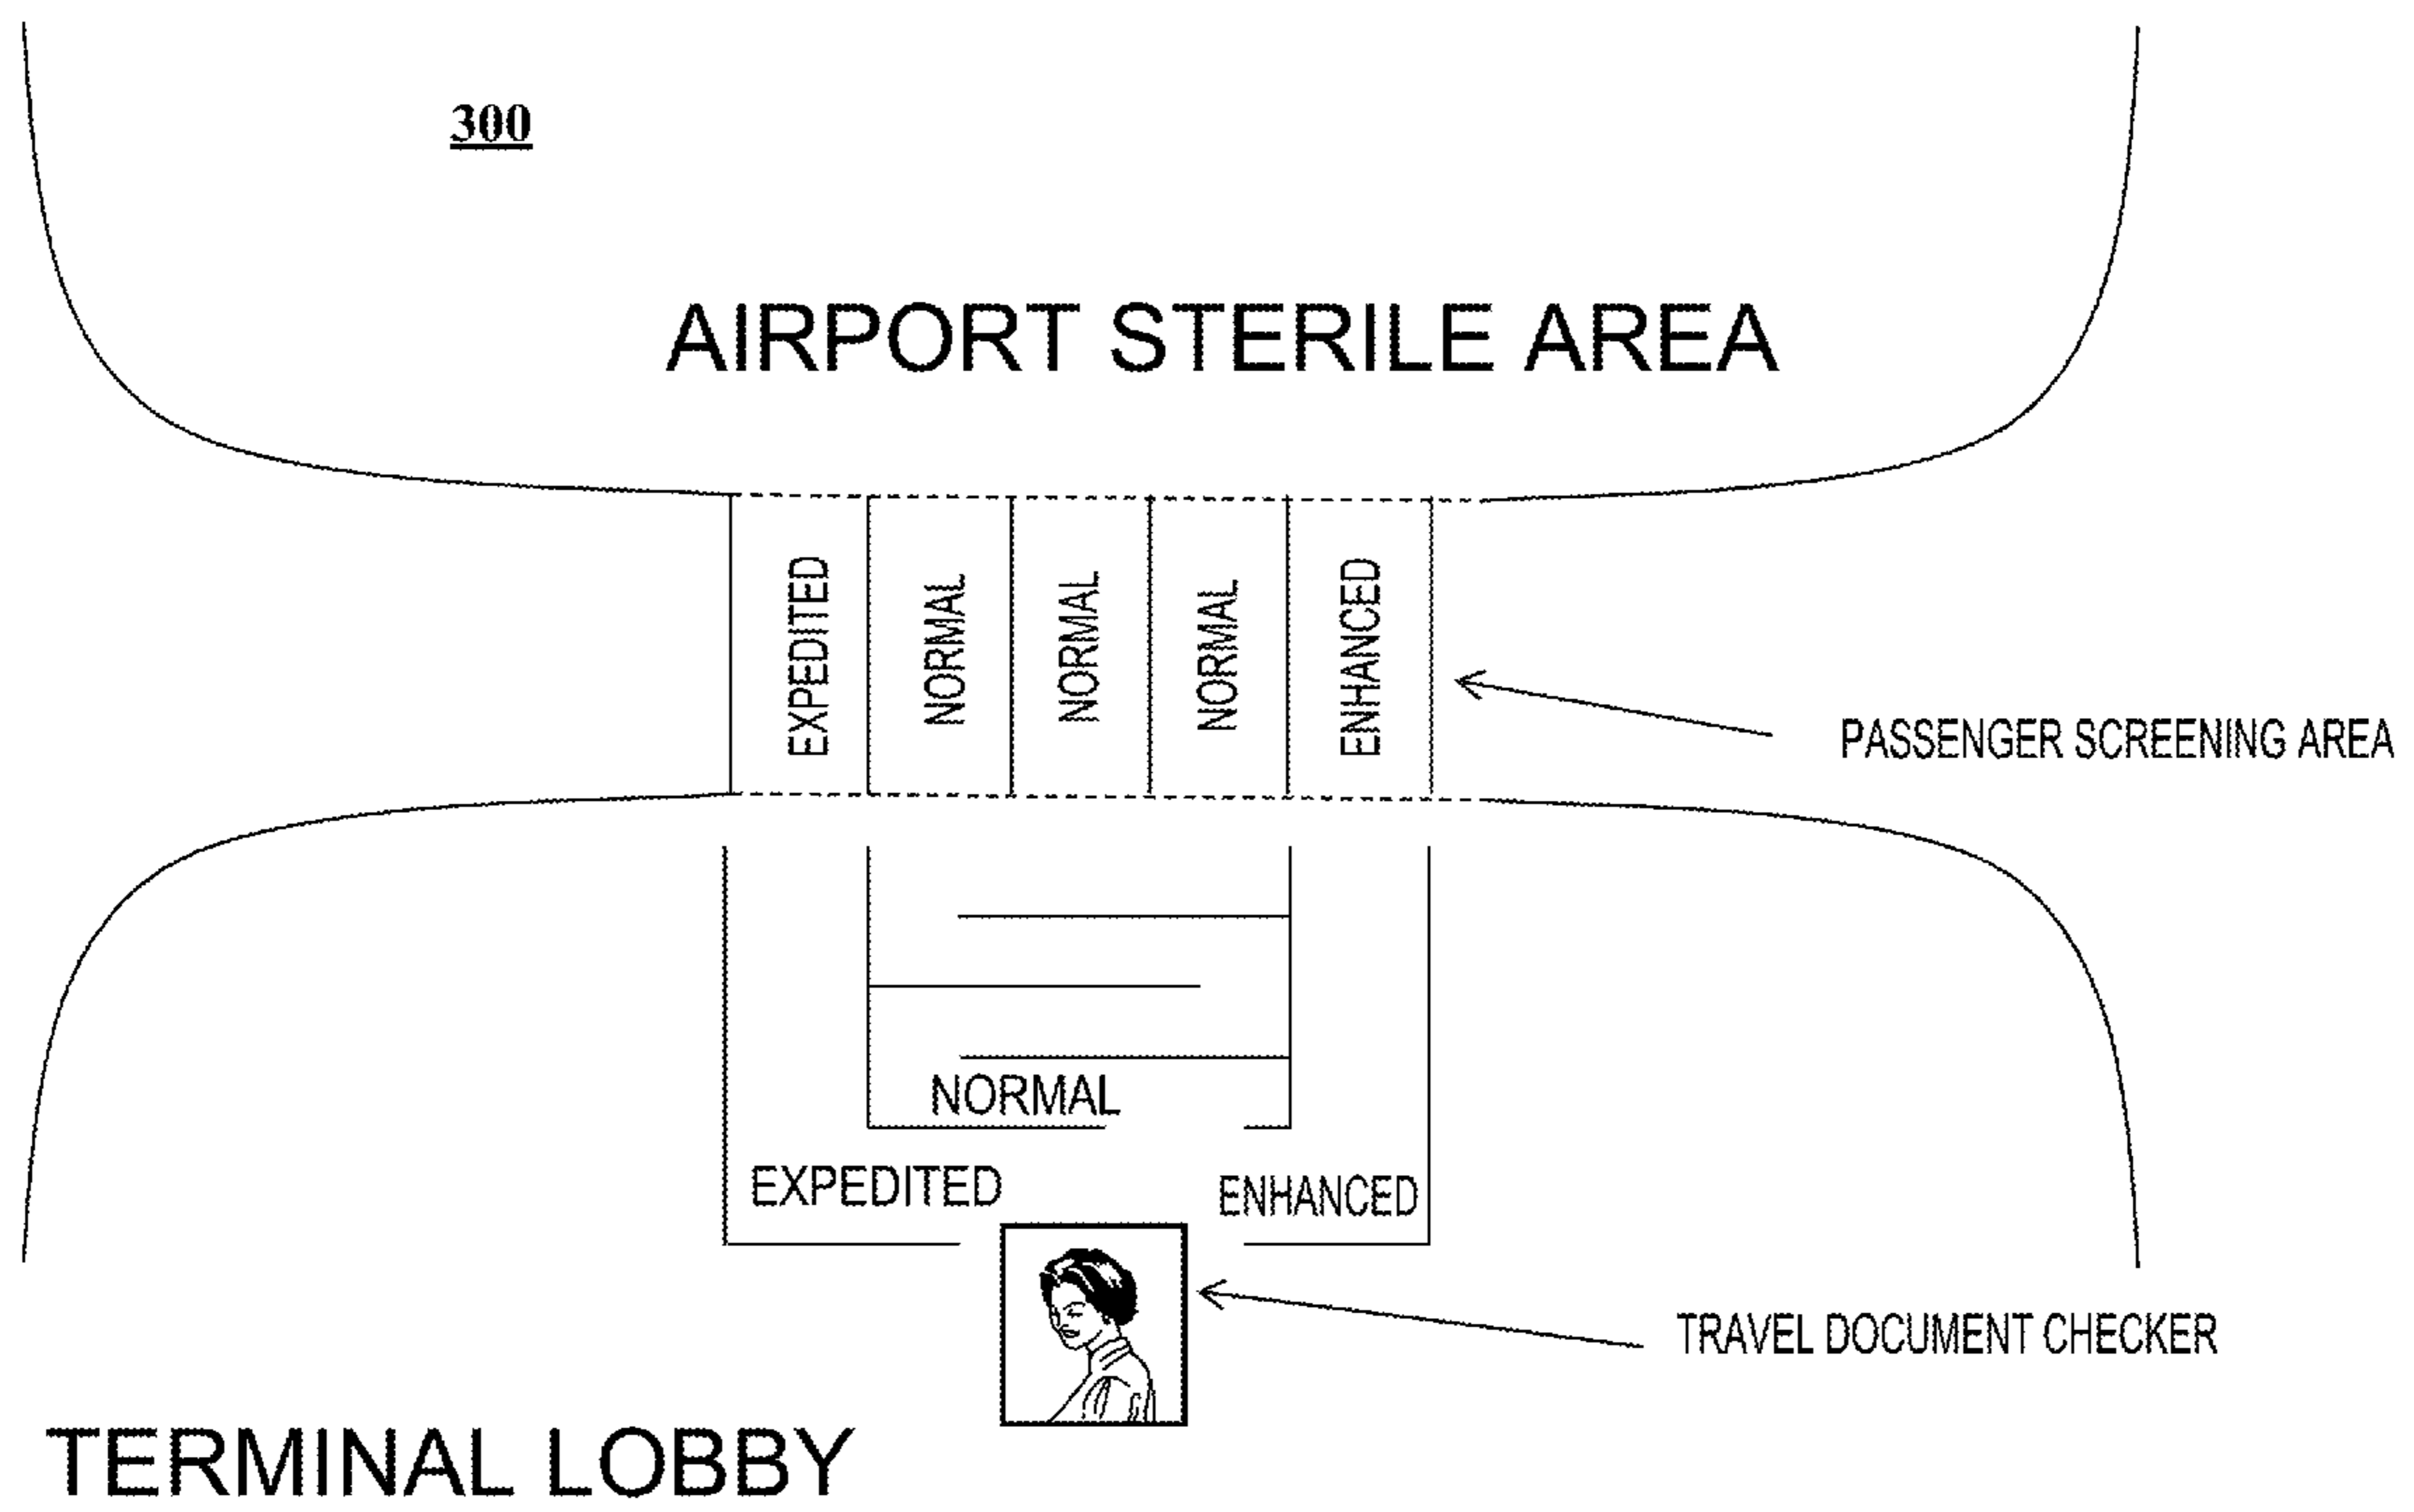 300
AIRPORT STERILE AREA
EXPEDITED
NORMAL
NORMAL
NORMAL
ENHANCED
PASSENGER SCREENING AREA
NORMAL
EXPEDITED
ENHANCED
TRAVEL DOCUMENT CHECKER
TERMINAL LOBBY